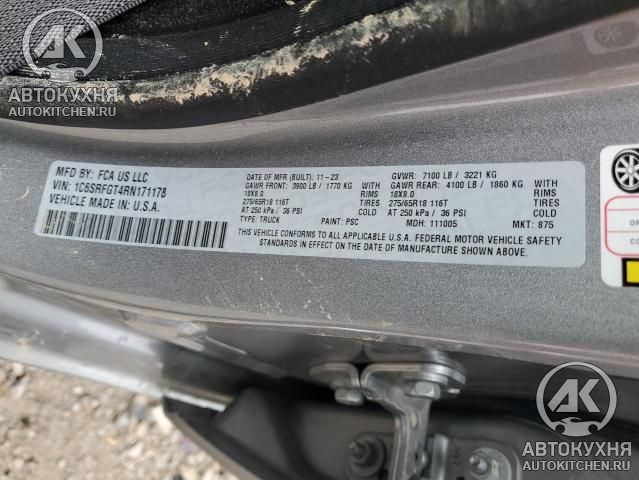 AK
АВТОКУХНЯ
AUTOKITCHEN.RU
MFD BY: FCA US LLC
VIN: 1C6SRFGT4RN171178
VEHICLE MADE IN: U.S.A.
DATE OF MFR (BUILT): 11-23
GAWR FRONT: 3900 LB / 1770 KG
18X8.0
RIMS
275/65R18 116T
TIRES
AT 250 kPa / 36 PSI
COLD
TYPE: TRUCK
PAINT: PSC
GVWR: 7100 LB / 3221 KG
GAWR REAR: 4100 LB / 1860 KG
18X8.0
RIMS
275/65R18 116T
TIRES
AT 250 kPa / 36 PSI
COLD
MDH: 111005
MKT: 875
THIS VEHICLE CONFORMS TO ALL APPLICABLE U.S.A. FEDERAL MOTOR VEHICLE SAFETY
STANDARDS IN EFFECT ON THE DATE OF MANUFACTURE SHOWN ABOVE.
AK
АВТОКУХНЯ
AUTOKITCHEN.RU